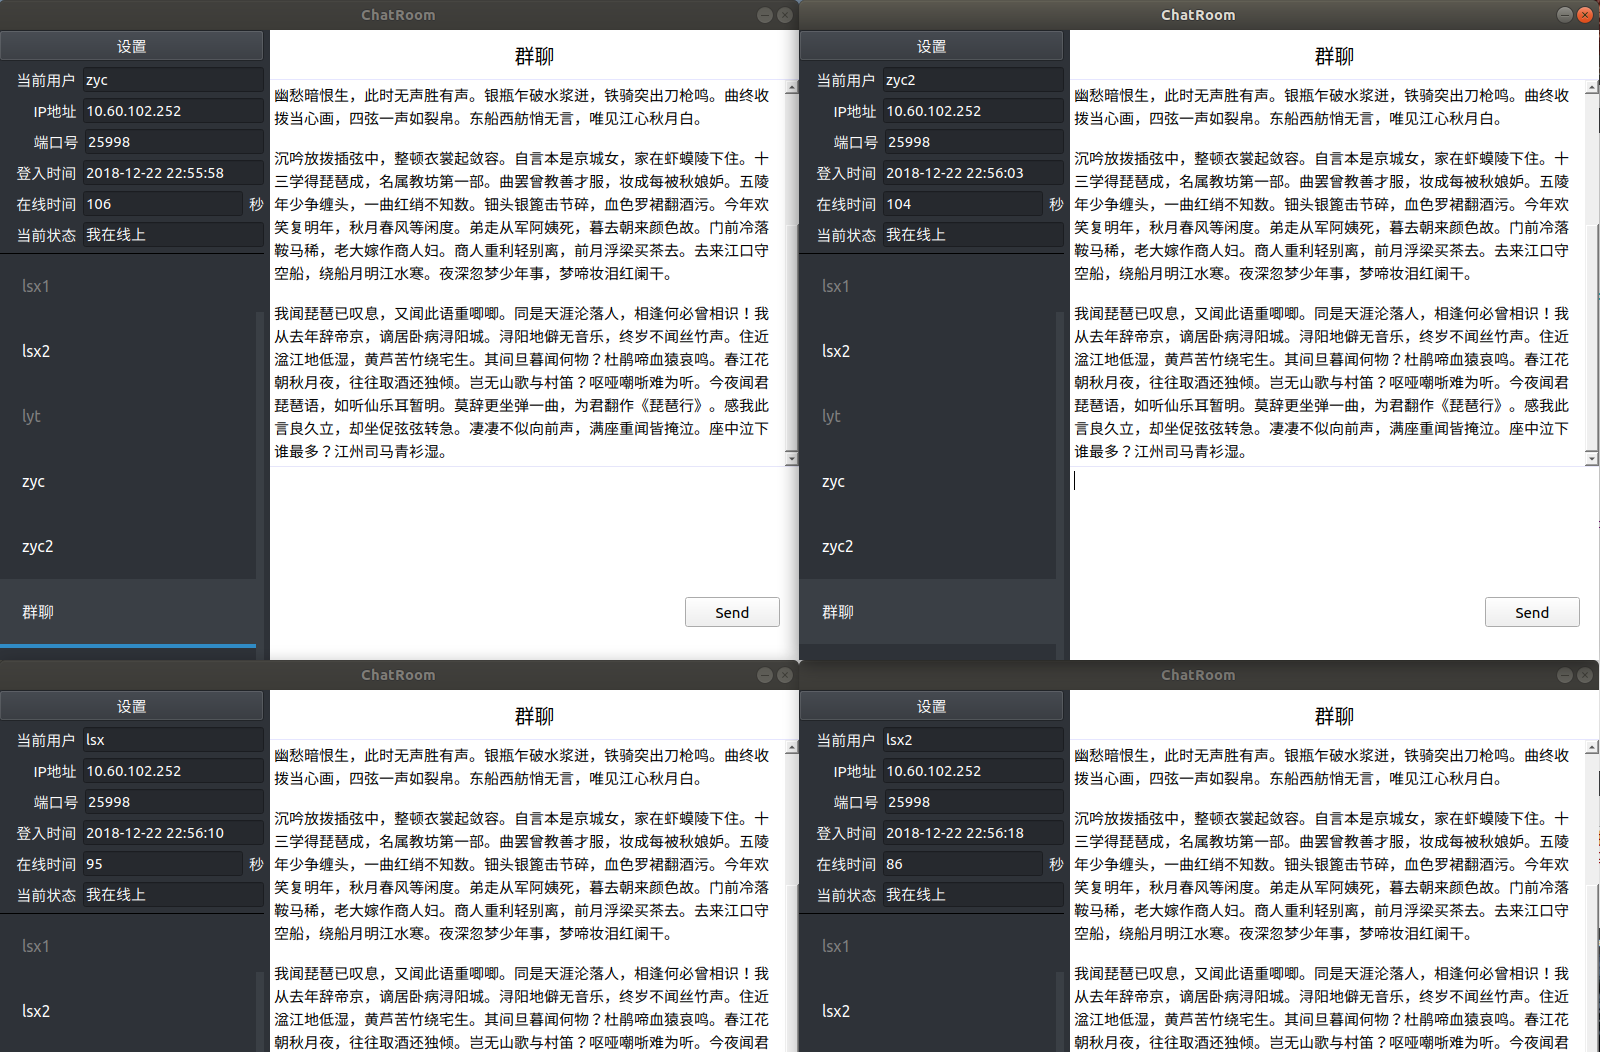 ChatRoom
设置
当前用户 zyc
IP地址 10.60.102.252
端口号 25998
登入时间 2018-12-22 22:55:58
在线时间 106 秒
当前状态 我在线上
lsx1
lsx2
lyt
zyc
zyc2
群聊
群聊
幽愁暗恨生，此时无声胜有声。银瓶乍破水浆迸，铁骑突出刀枪鸣。曲终收
拨当心画，四弦一声如裂帛。东船西舫悄无言，唯见江心秋月白。
沉吟放拨插弦中，整顿衣裳起敛容。自言本是京城女，家在虾蟆陵下住。十
三学得琵琶成，名属教坊第一部。曲罢曾教善才服，妆成每被秋娘妒。五陵
年少争缠头，一曲红绡不知数。钿头银篦击节碎，血色罗裙翻酒污。今年欢
笑复明年，秋月春风等闲度。弟走从军阿姨死，暮去朝来颜色故。门前冷落
鞍马稀，老大嫁作商人妇。商人重利轻别离，前月浮梁买茶去。去来江口守
空船，绕船月明江水寒。夜深忽梦少年事，梦啼妆泪红阑干。
我闻琵琶已叹息，又闻此语重唧唧。同是天涯沦落人，相逢何必曾相识！我
从去年辞帝京，谪居卧病浔阳城。浔阳地僻无音乐，终岁不闻丝竹声。住近
湓江地低湿，黄芦苦竹绕宅生。其间旦暮闻何物？杜鹃啼血猿哀鸣。春江花
朝秋月夜，往往取酒还独倾。岂无山歌与村笛？呕哑嘲哳难为听。今夜闻君
琵琶语，如听仙乐耳暂明。莫辞更坐弹一曲，为君翻作《琵琶行》。感我此
言良久立，却坐促弦弦转急。凄凄不似向前声，满座重闻皆掩泣。座中泣下
谁最多？江州司马青衫湿。
Send
ChatRoom
设置
当前用户 zyc2
IP地址 10.60.102.252
端口号 25998
登入时间 2018-12-22 22:56:03
在线时间 104 秒
当前状态 我在线上
lsx1
lsx2
lyt
zyc
zyc2
群聊
群聊
幽愁暗恨生，此时无声胜有声。银瓶乍破水浆迸，铁骑突出刀枪鸣。曲终收
拨当心画，四弦一声如裂帛。东船西舫悄无言，唯见江心秋月白。
沉吟放拨插弦中，整顿衣裳起敛容。自言本是京城女，家在虾蟆陵下住。十
三学得琵琶成，名属教坊第一部。曲罢曾教善才服，妆成每被秋娘妒。五陵
年少争缠头，一曲红绡不知数。钿头银篦击节碎，血色罗裙翻酒污。今年欢
笑复明年，秋月春风等闲度。弟走从军阿姨死，暮去朝来颜色故。门前冷落
鞍马稀，老大嫁作商人妇。商人重利轻别离，前月浮梁买茶去。去来江口守
空船，绕船月明江水寒。夜深忽梦少年事，梦啼妆泪红阑干。
我闻琵琶已叹息，又闻此语重唧唧。同是天涯沦落人，相逢何必曾相识！我
从去年辞帝京，谪居卧病浔阳城。浔阳地僻无音乐，终岁不闻丝竹声。住近
湓江地低湿，黄芦苦竹绕宅生。其间旦暮闻何物？杜鹃啼血猿哀鸣。春江花
朝秋月夜，往往取酒还独倾。岂无山歌与村笛？呕哑嘲哳难为听。今夜闻君
琵琶语，如听仙乐耳暂明。莫辞更坐弹一曲，为君翻作《琵琶行》。感我此
言良久立，却坐促弦弦转急。凄凄不似向前声，满座重闻皆掩泣。座中泣下
谁最多？江州司马青衫湿。
Send
ChatRoom
设置
当前用户 lsx
IP地址 10.60.102.252
端口号 25998
登入时间 2018-12-22 22:56:10
在线时间 95 秒
当前状态 我在线上
lsx1
lsx2
群聊
幽愁暗恨生，此时无声胜有声。银瓶乍破水浆迸，铁骑突出刀枪鸣。曲终收
拨当心画，四弦一声如裂帛。东船西舫悄无言，唯见江心秋月白。
沉吟放拨插弦中，整顿衣裳起敛容。自言本是京城女，家在虾蟆陵下住。十
三学得琵琶成，名属教坊第一部。曲罢曾教善才服，妆成每被秋娘妒。五陵
年少争缠头，一曲红绡不知数。钿头银篦击节碎，血色罗裙翻酒污。今年欢
笑复明年，秋月春风等闲度。弟走从军阿姨死，暮去朝来颜色故。门前冷落
鞍马稀，老大嫁作商人妇。商人重利轻别离，前月浮梁买茶去。去来江口守
空船，绕船月明江水寒。夜深忽梦少年事，梦啼妆泪红阑干。
我闻琵琶已叹息，又闻此语重唧唧。同是天涯沦落人，相逢何必曾相识！我
从去年辞帝京，谪居卧病浔阳城。浔阳地僻无音乐，终岁不闻丝竹声。住近
湓江地低湿，黄芦苦竹绕宅生。其间旦暮闻何物？杜鹃啼血猿哀鸣。春江花
朝秋月夜，往往取酒还独倾。岂无山歌与村笛？呕哑嘲哳难为听。今夜闻君
ChatRoom
设置
当前用户 lsx2
IP地址 10.60.102.252
端口号 25998
登入时间 2018-12-22 22:56:18
在线时间 86 秒
当前状态 我在线上
lsx1
lsx2
群聊
幽愁暗恨生，此时无声胜有声。银瓶乍破水浆迸，铁骑突出刀枪鸣。曲终收
拨当心画，四弦一声如裂帛。东船西舫悄无言，唯见江心秋月白。
沉吟放拨插弦中，整顿衣裳起敛容。自言本是京城女，家在虾蟆陵下住。十
三学得琵琶成，名属教坊第一部。曲罢曾教善才服，妆成每被秋娘妒。五陵
年少争缠头，一曲红绡不知数。钿头银篦击节碎，血色罗裙翻酒污。今年欢
笑复明年，秋月春风等闲度。弟走从军阿姨死，暮去朝来颜色故。门前冷落
鞍马稀，老大嫁作商人妇。商人重利轻别离，前月浮梁买茶去。去来江口守
空船，绕船月明江水寒。夜深忽梦少年事，梦啼妆泪红阑干。
我闻琵琶已叹息，又闻此语重唧唧。同是天涯沦落人，相逢何必曾相识！我
从去年辞帝京，谪居卧病浔阳城。浔阳地僻无音乐，终岁不闻丝竹声。住近
湓江地低湿，黄芦苦竹绕宅生。其间旦暮闻何物？杜鹃啼血猿哀鸣。春江花
朝秋月夜，往往取酒还独倾。岂无山歌与村笛？呕哑嘲哳难为听。今夜闻君